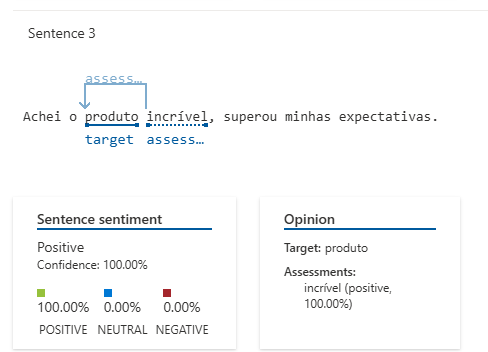 Sentence 3
assess…
Achei o produto incrível, superou minhas expectativas.
target assess…
Sentence sentiment
Positive
Confidence: 100.00%
100.00% 0.00% 0.00%
POSITIVE NEUTRAL NEGATIVE
Opinion
Target: produto
Assessments:
incrível (positive,
100.00%)